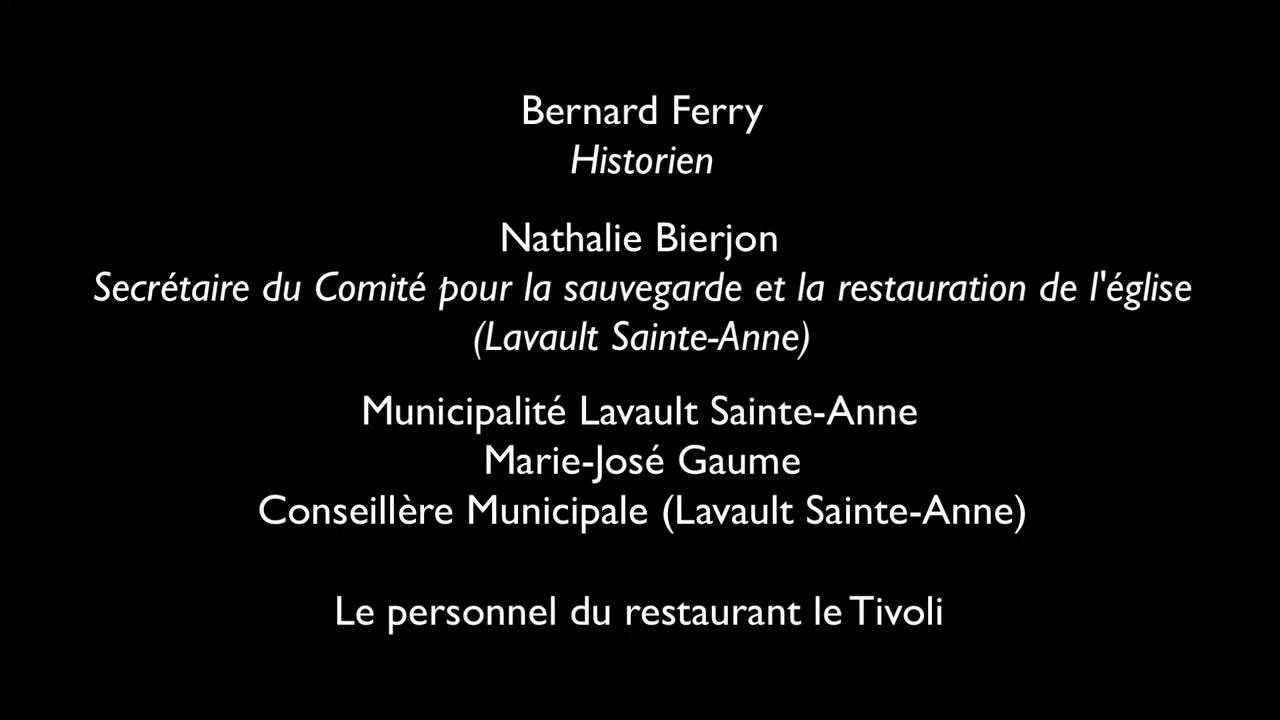 Bernard Ferry
Historien
Nathalie Bierjon
Secrétaire du Comité pour la sauvegarde et la restauration de l'église
(Lavault Sainte-Anne)
Municipalité Lavault Sainte-Anne
Marie-José Gaume
Conseillère Municipale (Lavault Sainte-Anne)
Le personnel du restaurant le Tivoli